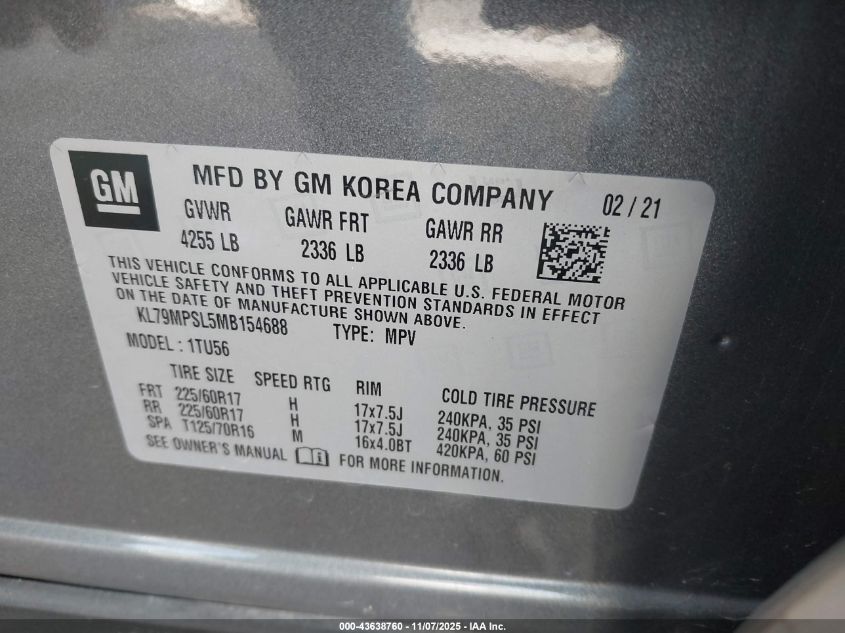 GM
MFD BY GM KOREA COMPANY 02 / 21
GVWR GAWR FRT GAWR RR
4255 LB 2336 LB 2336 LB
THIS VEHICLE CONFORMS TO ALL APPLICABLE U.S. FEDERAL MOTOR
VEHICLE SAFETY AND THEFT PREVENTION STANDARDS IN EFFECT
ON THE DATE OF MANUFACTURE SHOWN ABOVE.
KL79MPSL5MB154688 TYPE: MPV
MODEL : 1TU56
TIRE SIZE SPEED RTG RIM COLD TIRE PRESSURE
FRT 225/60R17 H 17x7.5J 240KPA, 35 PSI
RR 225/60R17 H 17x7.5J 240KPA, 35 PSI
SPA T125/70R16 M 16x4.0BT 420KPA, 60 PSI
SEE OWNER'S MANUAL FOR MORE INFORMATION.
000-43638760 - 11/07/2025 - IAA Inc.